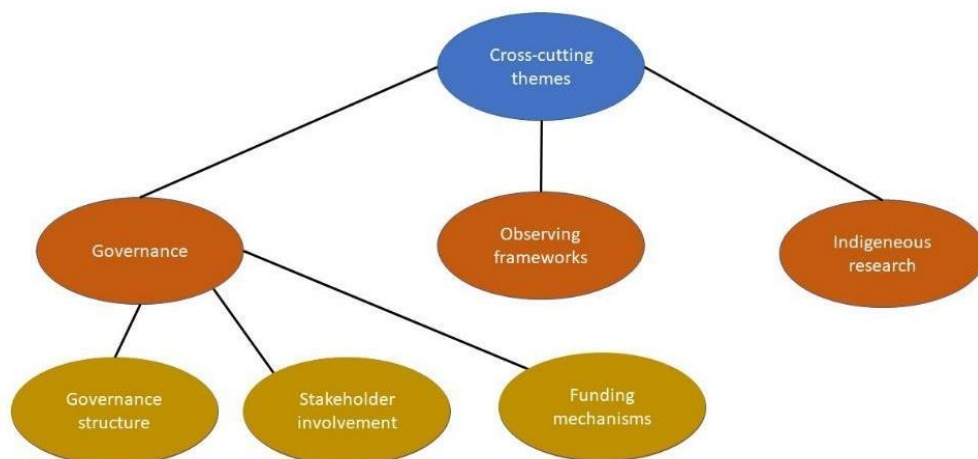 Cross-cutting
themes
Governance
Observing
frameworks
Indigeneous
research
Governance
structure
Stakeholder
involvement
Funding
mechanisms